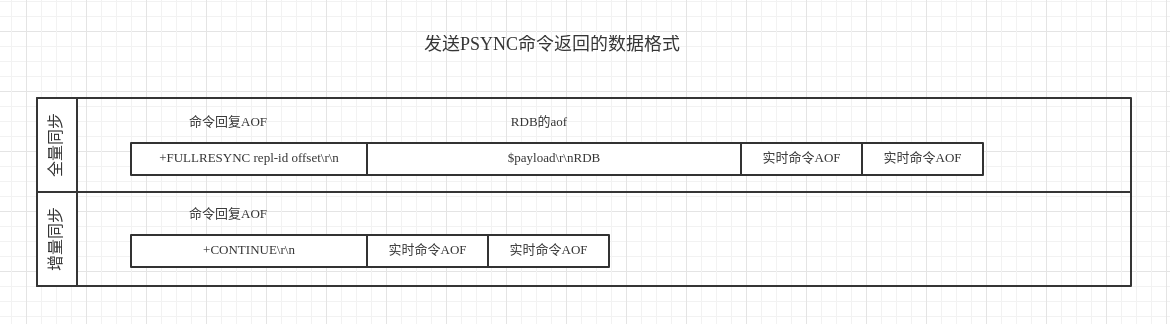 发送PSYNC命令返回的数据格式
全量同步
命令回复AOF
RDB的aof
+FULLRESYNC repl-id offset\r\n
$payload\r\nRDB
实时命令AOF
实时命令AOF
增量同步
命令回复AOF
+CONTINUE\r\n
实时命令AOF
实时命令AOF